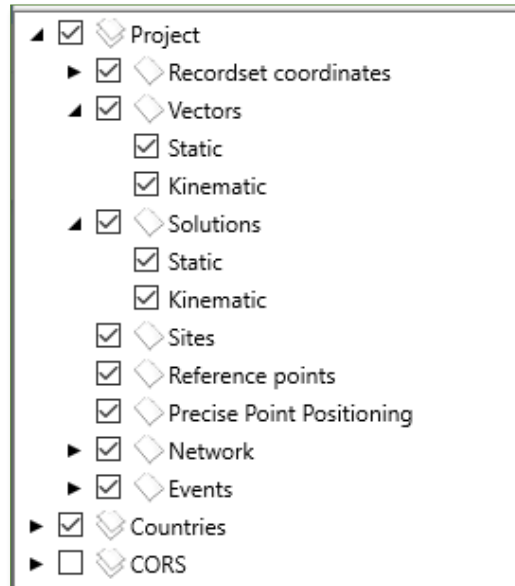 Project
Recordset coordinates
Vectors
Static
Kinematic
Solutions
Static
Kinematic
Sites
Reference points
Precise Point Positioning
Network
Events
Countries
CORS